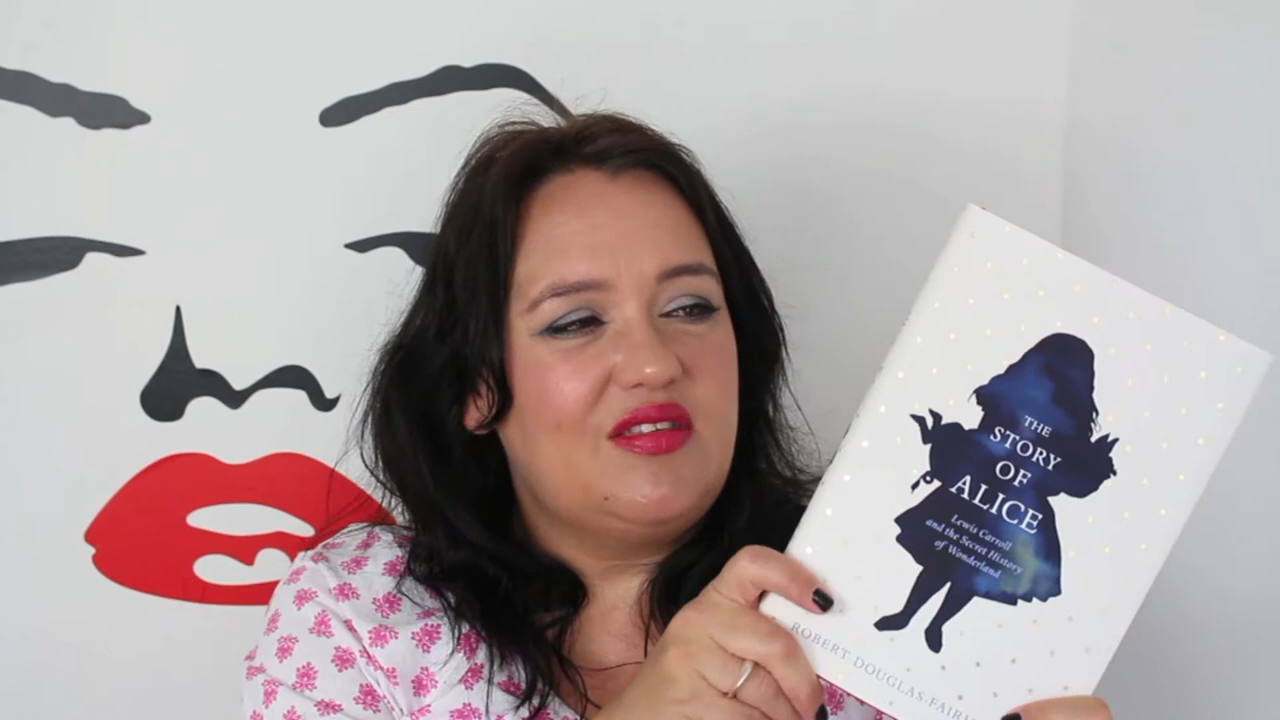 THE
STORY
OF
ALICE
Lewis Carroll
and the Secret History
of Wonderland
ROBERT DOUGLAS-FAIR